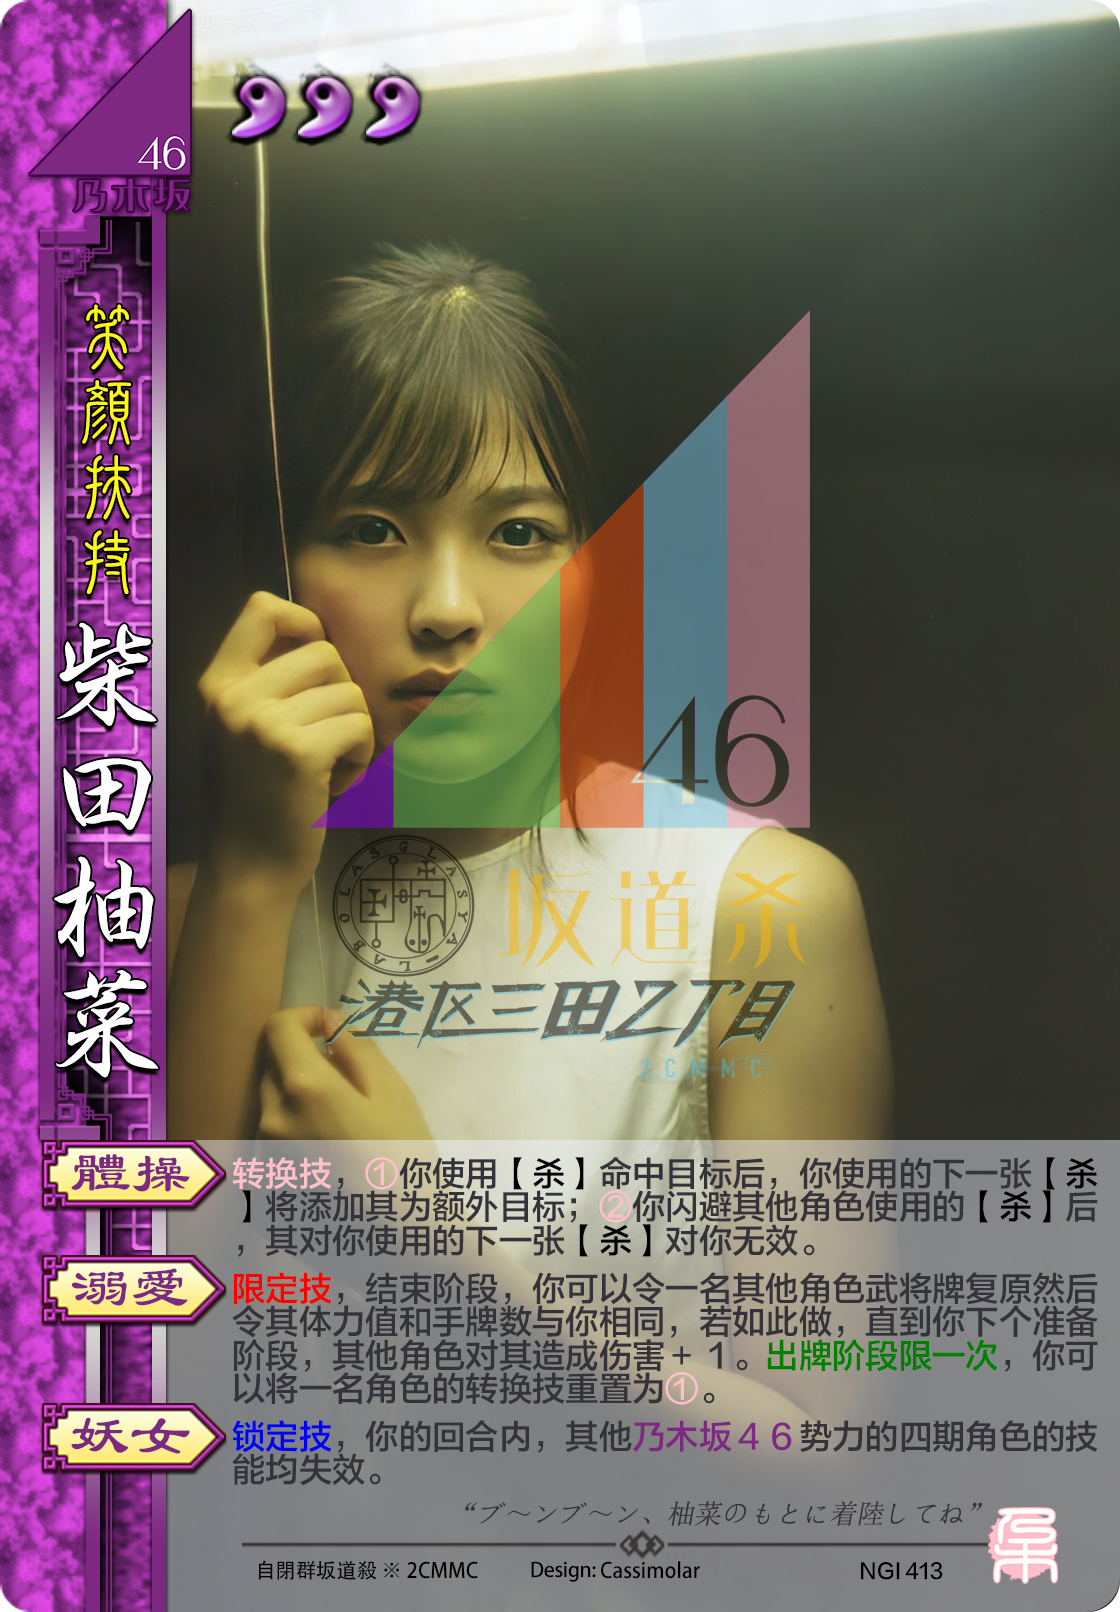 46
乃木坂
笑顔扶持
柴田柚菜
46
坂道杀
GLASYA-LABOLAS
港区三田2丁目
2CMMC
體操
转换技，①你使用【杀】命中目标后，你使用的下一张【杀
】将添加其为额外目标；②你闪避其他角色使用的【杀】后
，其对你使用的下一张【杀】对你无效。
溺愛
限定技，结束阶段，你可以令一名其他角色武将牌复原然后
令其体力值和手牌数与你相同，若如此做，直到你下个准备
阶段，其他角色对其造成伤害＋１。出牌阶段限一次，你可
以将一名角色的转换技重置为①。
妖女
锁定技，你的回合内，其他乃木坂４６势力的四期角色的技
能均失效。
“ブ～ンブ～ン、柚菜のもとに着陸してね”
自閉群坂道殺 ※ 2CMMC
Design: Cassimolar
NGI 413